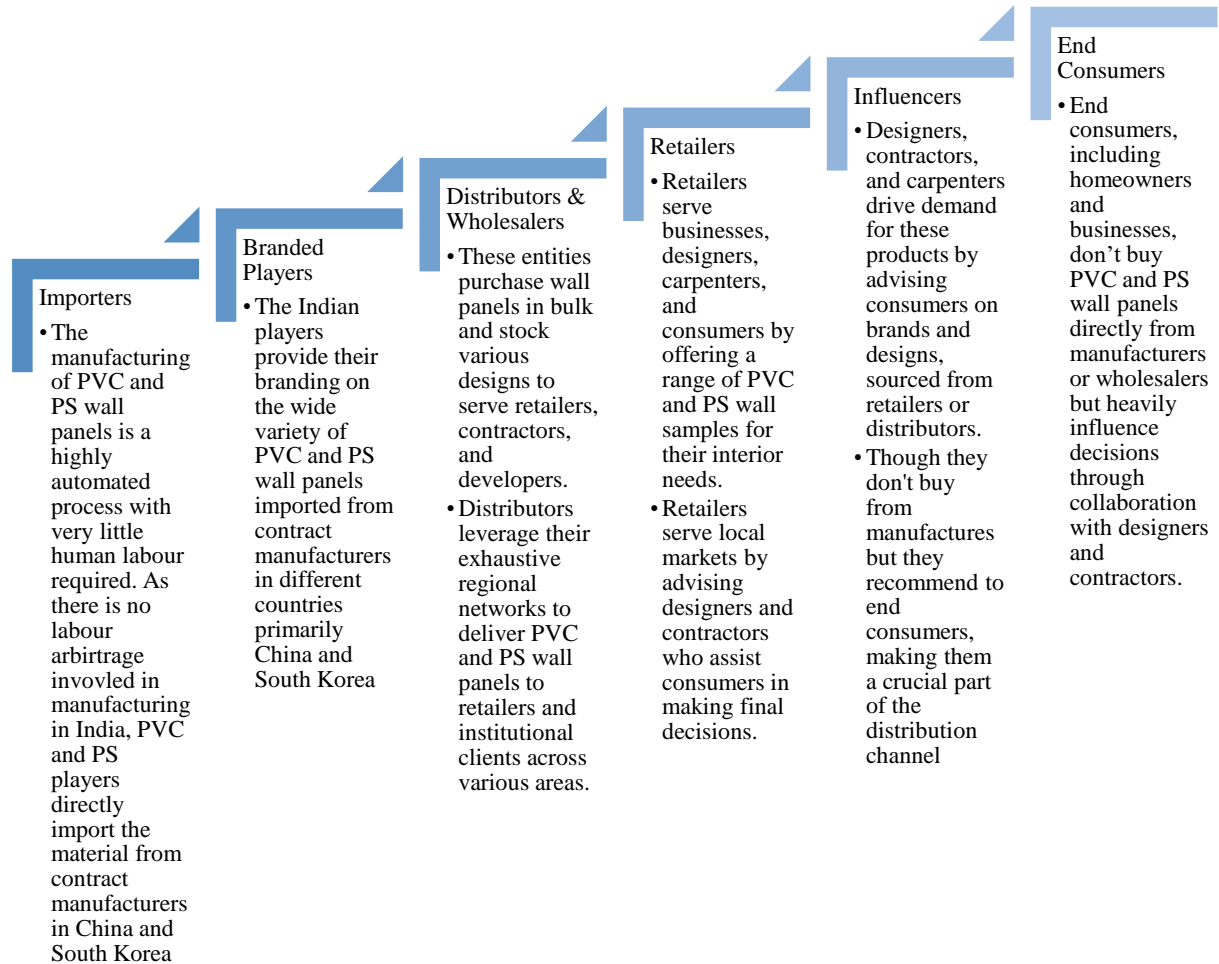 Importers
• The
manufacturing
of PVC and
PS wall
panels is a
highly
automated
process with
very little
human labour
required. As
there is no
labour
arbirtrage
invovled in
manufacturing
in India, PVC
and PS
players
directly
import the
material from
contract
manufacturers
in China and
South Korea
Branded
Players
• The Indian
players
provide their
branding on
the wide
variety of
PVC and PS
wall panels
imported from
contract
manufacturers
in different
countries
primarily
China and
South Korea
Distributors &
Wholesalers
• These entities
purchase wall
panels in bulk
and stock
various
designs to
serve retailers,
contractors,
and
developers.
• Distributors
leverage their
exhaustive
regional
networks to
deliver PVC
and PS wall
panels to
retailers and
institutional
clients across
various areas.
Retailers
• Retailers
serve
businesses,
designers,
carpenters,
and
consumers by
offering a
range of PVC
and PS wall
samples for
their interior
needs.
• Retailers
serve local
markets by
advising
designers and
contractors
who assist
consumers in
making final
decisions.
Influencers
• Designers,
contractors,
and carpenters
drive demand
for these
products by
advising
consumers on
brands and
designs,
sourced from
retailers or
distributors.
• Though they
don't buy
from
manufactures
but they
recommend to
end
consumers,
making them
a crucial part
of the
distribution
channel
End
Consumers
• End
consumers,
including
homeowners
and
businesses,
don’t buy
PVC and PS
wall panels
directly from
manufacturers
or wholesalers
but heavily
influence
decisions
through
collaboration
with designers
and
contractors.